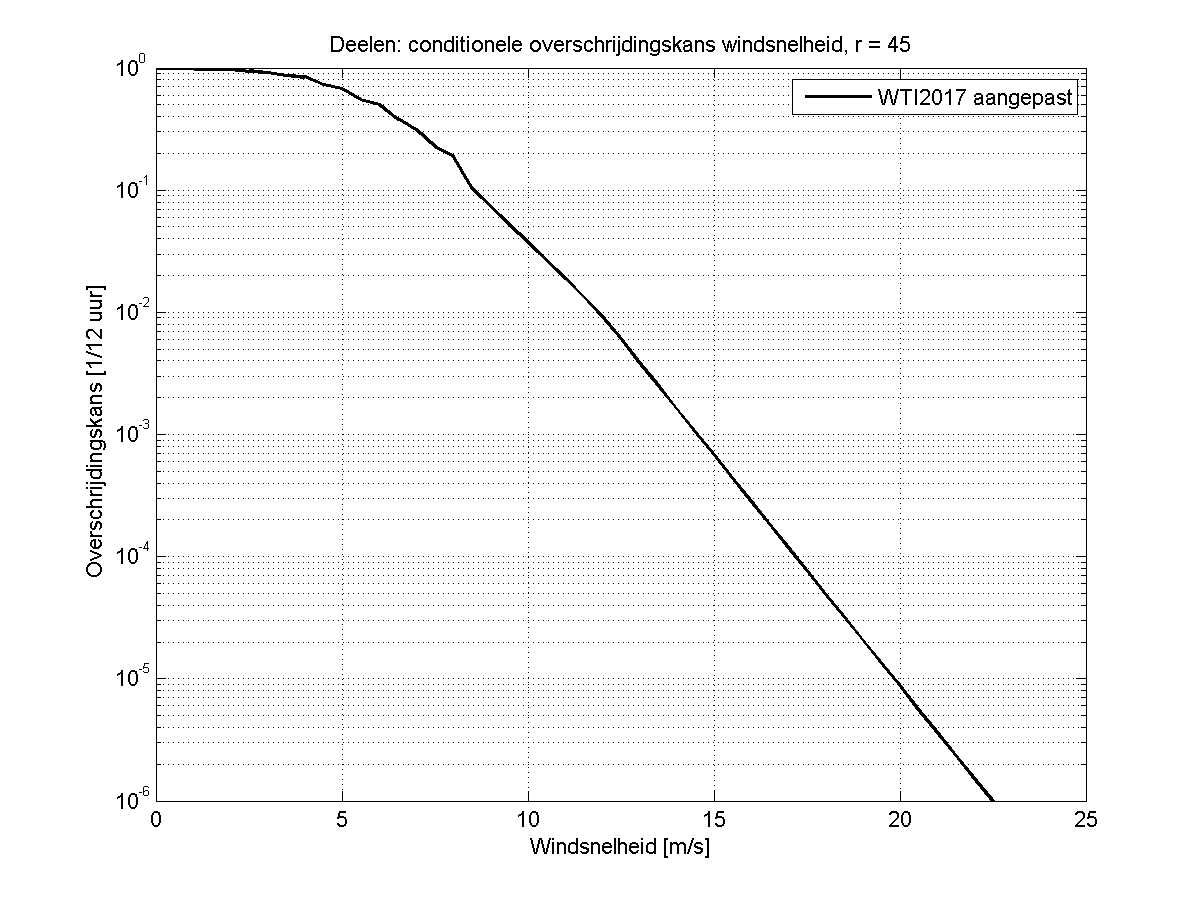 Deelen: conditionele overschrijdingskans windsnelheid, r = 45
WTI2017 aangepast
Overschrijdingskans [1/12 uur]
10^0
10^-1
10^-2
10^-3
10^-4
10^-5
10^-6
0 5 10 15 20 25
Windsnelheid [m/s]